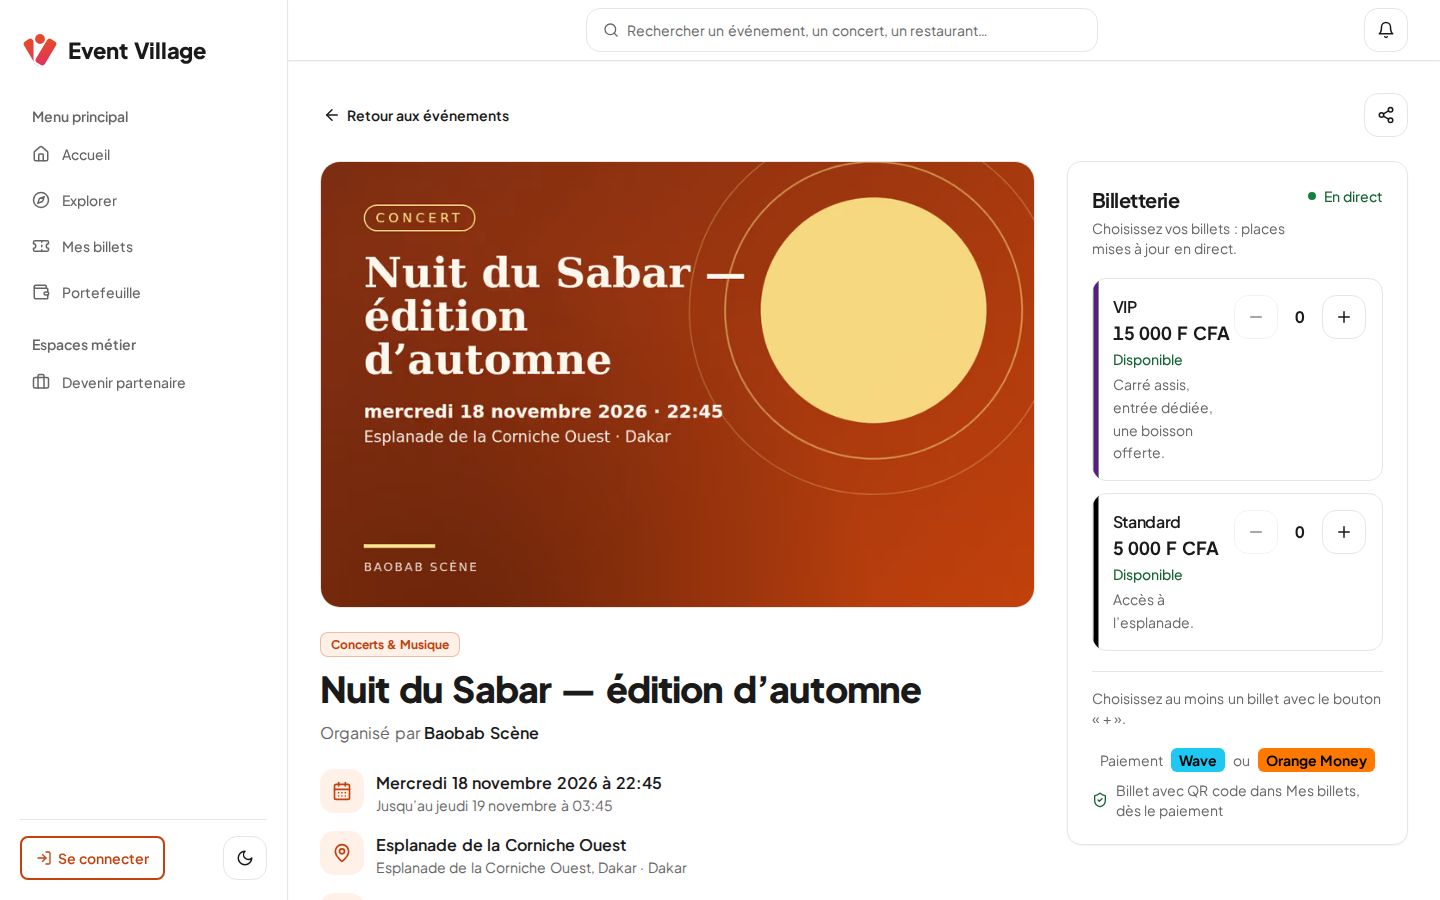 Event Village
Menu principal
Accueil
Explorer
Mes billets
Portefeuille
Espaces métier
Devenir partenaire
Se connecter
Rechercher un événement, un concert, un restaurant…
Retour aux événements
CONCERT
Nuit du Sabar —
édition
d’automne
mercredi 18 novembre 2026 · 22:45
Esplanade de la Corniche Ouest · Dakar
BAOBAB SCÈNE
Concerts & Musique
Nuit du Sabar — édition d’automne
Organisé par Baobab Scène
Mercredi 18 novembre 2026 à 22:45
Jusqu’au jeudi 19 novembre à 03:45
Esplanade de la Corniche Ouest
Esplanade de la Corniche Ouest, Dakar · Dakar
Billetterie
En direct
Choisissez vos billets : places
mises à jour en direct.
VIP
15 000 F CFA
− 0 +
Disponible
Carré assis,
entrée dédiée,
une boisson
offerte.
Standard
5 000 F CFA
− 0 +
Disponible
Accès à
l’esplanade.
Choisissez au moins un billet avec le bouton
« + ».
Paiement Wave ou Orange Money
Billet avec QR code dans Mes billets,
dès le paiement